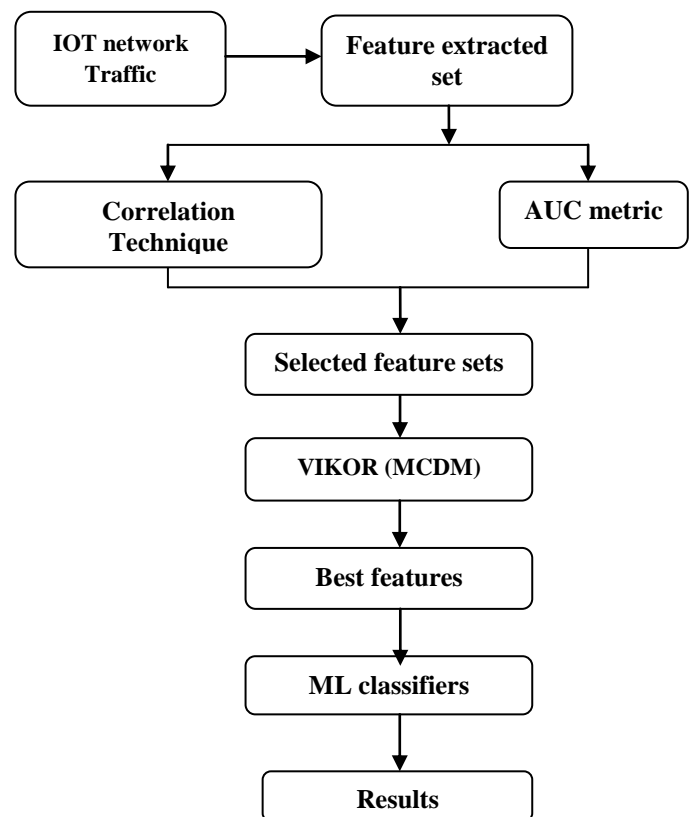 IOT network
Traffic
Feature extracted
set
Correlation
Technique
AUC metric
Selected feature sets
VIKOR (MCDM)
Best features
ML classifiers
Results